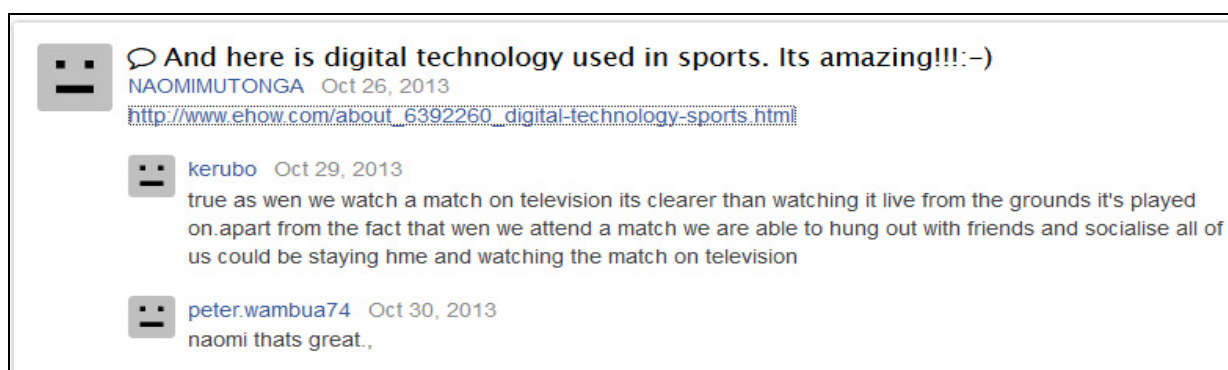 And here is digital technology used in sports. Its amazing!!!:-)
NAOMIMUTONGA Oct 26, 2013
http://www.ehow.com/about_6392260_digital-technology-sports.html
kerubo Oct 29, 2013
true as wen we watch a match on television its clearer than watching it live from the grounds it's played
on.apart from the fact that wen we attend a match we are able to hung out with friends and socialise all of
us could be staying hme and watching the match on television
peter.wambua74 Oct 30, 2013
naomi thats great.,